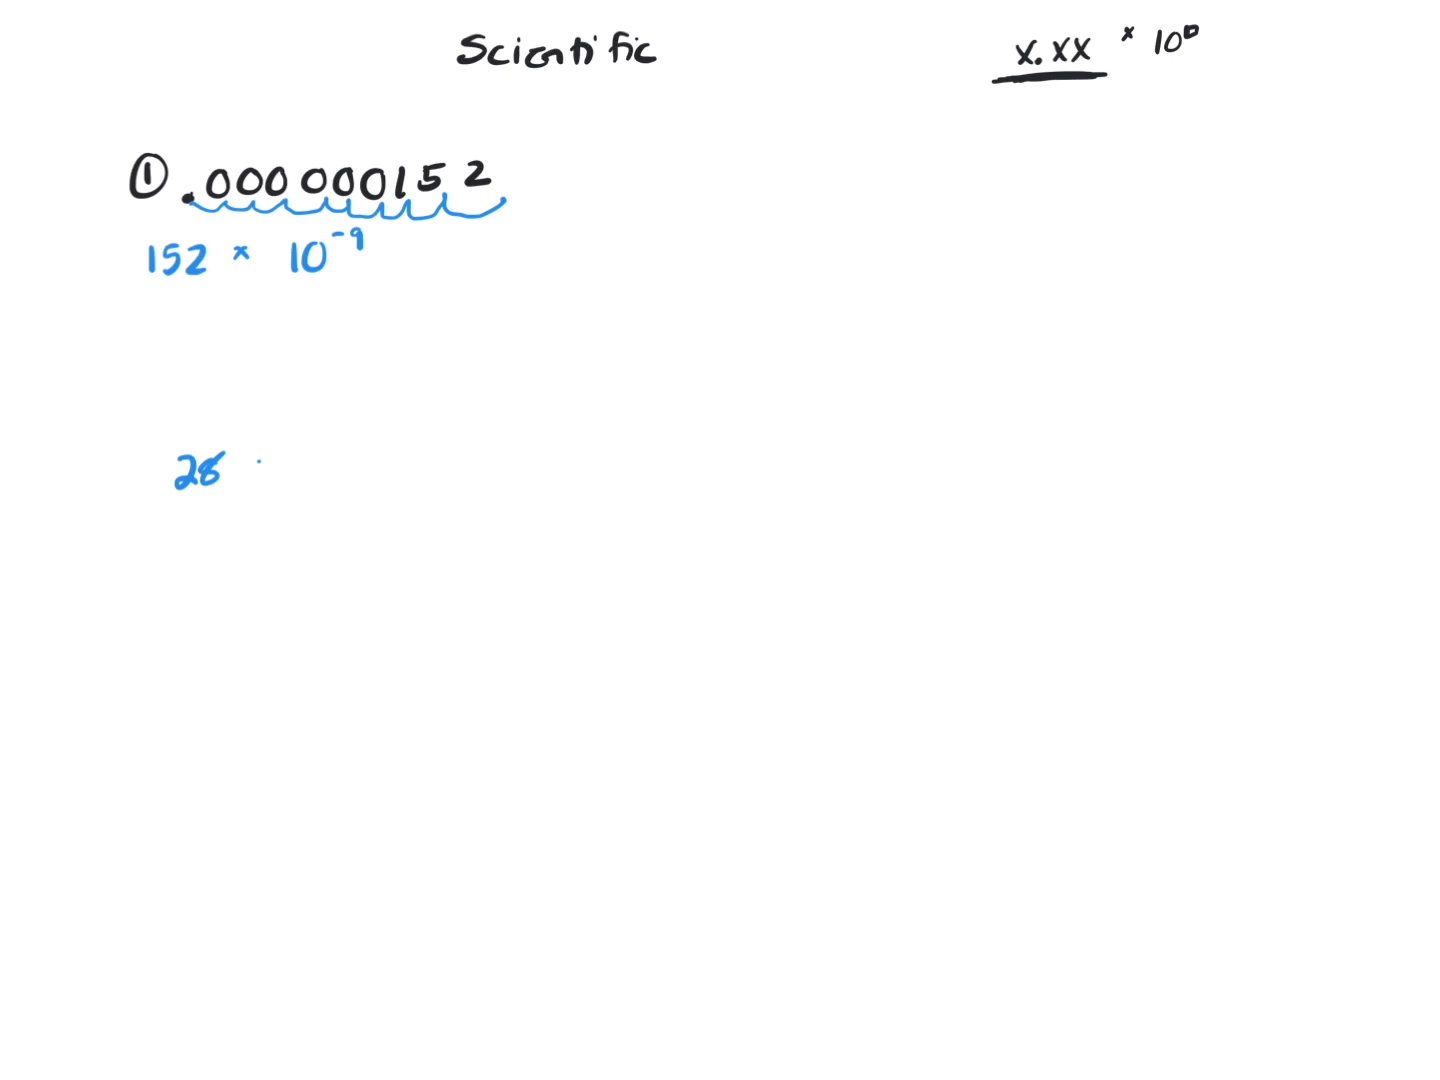 Scientific x.xx × 10▯
① .000000152
152 × 10⁻⁹
28 ·